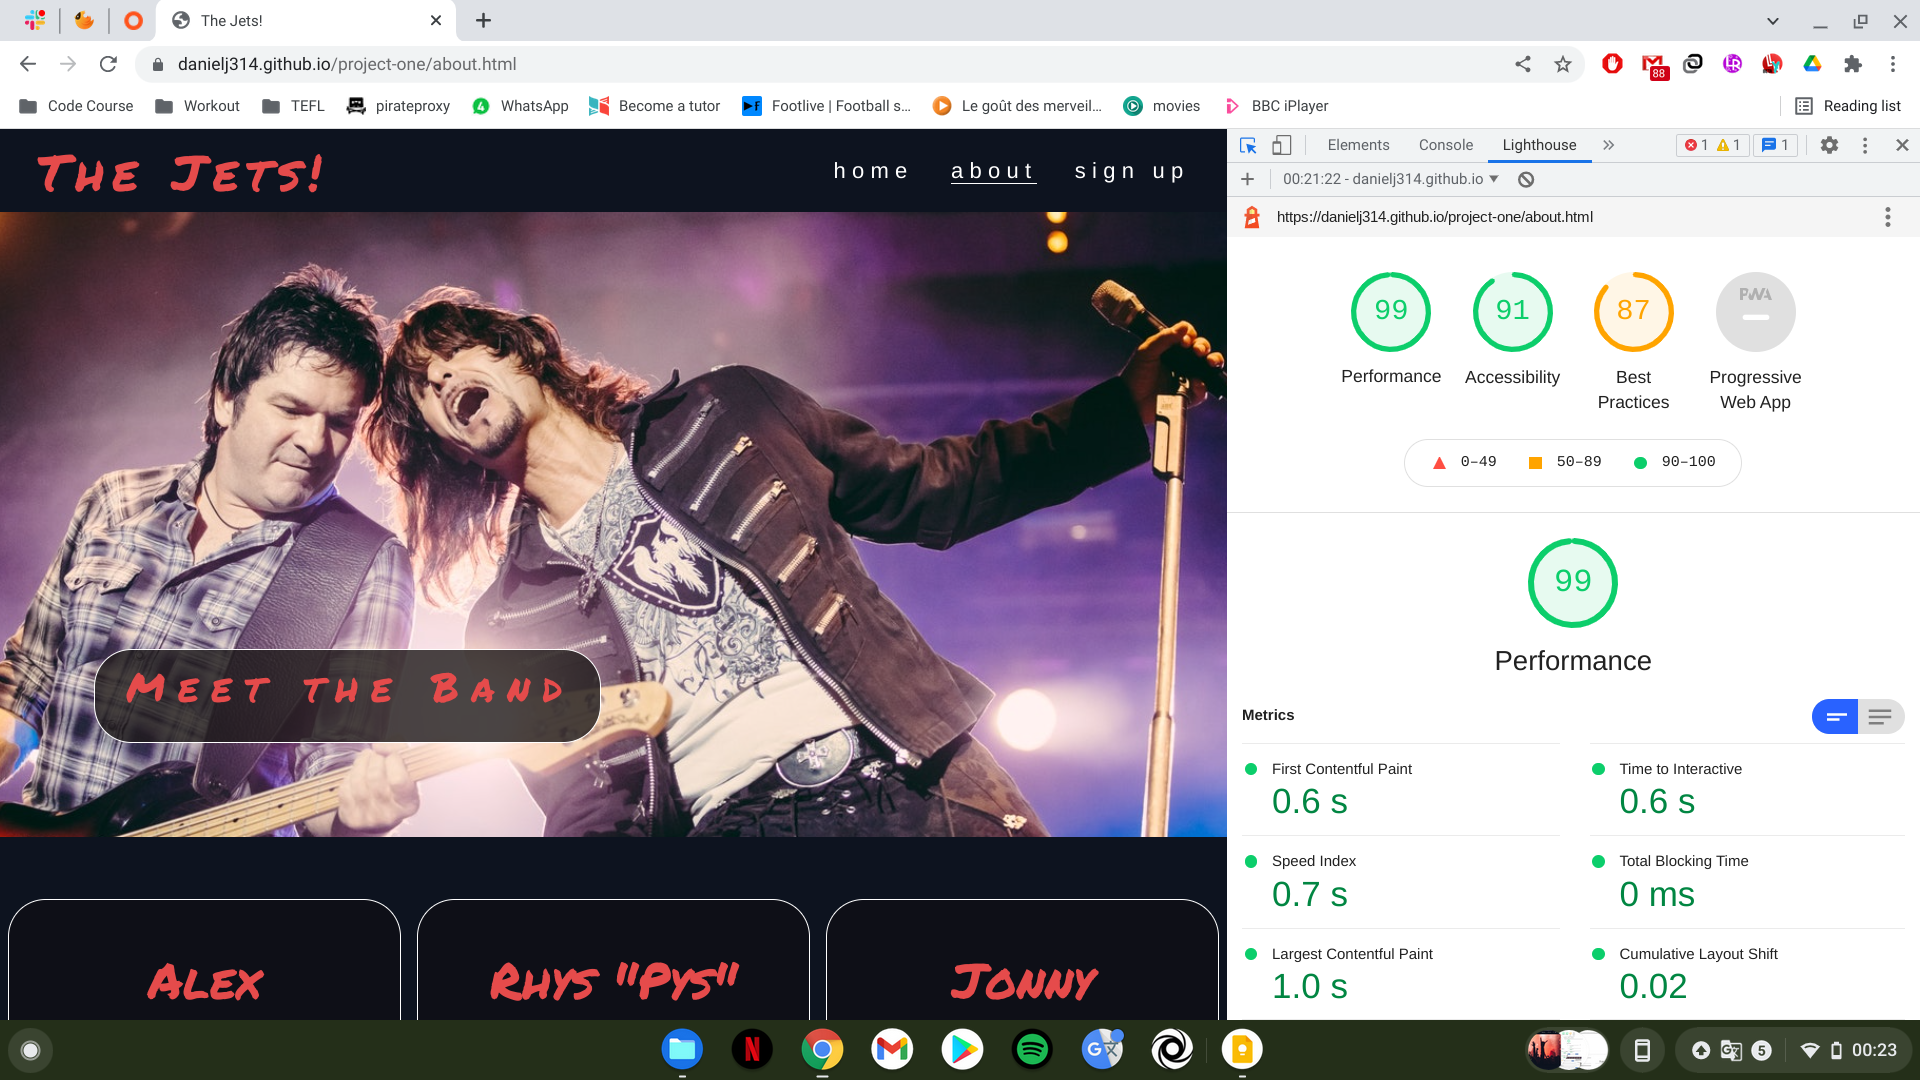 The Jets!
danielj314.github.io/project-one/about.html
88
Code Course
Workout
TEFL
pirateproxy
4
WhatsApp
Become a tutor
Footlive | Football s...
Le goût des merveil...
movies
BBC iPlayer
Reading list
The Jets!
home
about
sign up
Meet the Band
Alex
Rhys "Pys"
Jonny
Elements
Console
Lighthouse
1
1
1
00:21:22 - danielj314.github.io
https://danielj314.github.io/project-one/about.html
99
91
87
PWA
Performance
Accessibility
Best
Practices
Progressive
Web App
0–49
50–89
90–100
99
Performance
Metrics
First Contentful Paint
0.6 s
Time to Interactive
0.6 s
Speed Index
0.7 s
Total Blocking Time
0 ms
Largest Contentful Paint
1.0 s
Cumulative Layout Shift
0.02
5
00:23